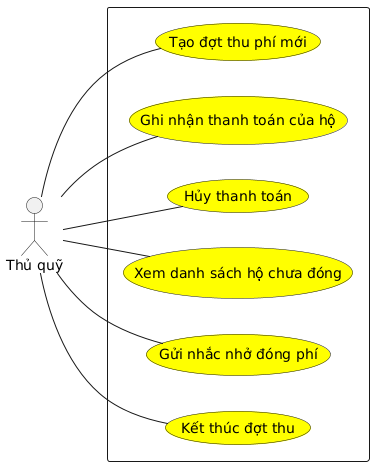 Tạo đợt thu phí mới
Ghi nhận thanh toán của hộ
Hủy thanh toán
Thủ quỹ
Xem danh sách hộ chưa đóng
Gửi nhắc nhở đóng phí
Kết thúc đợt thu